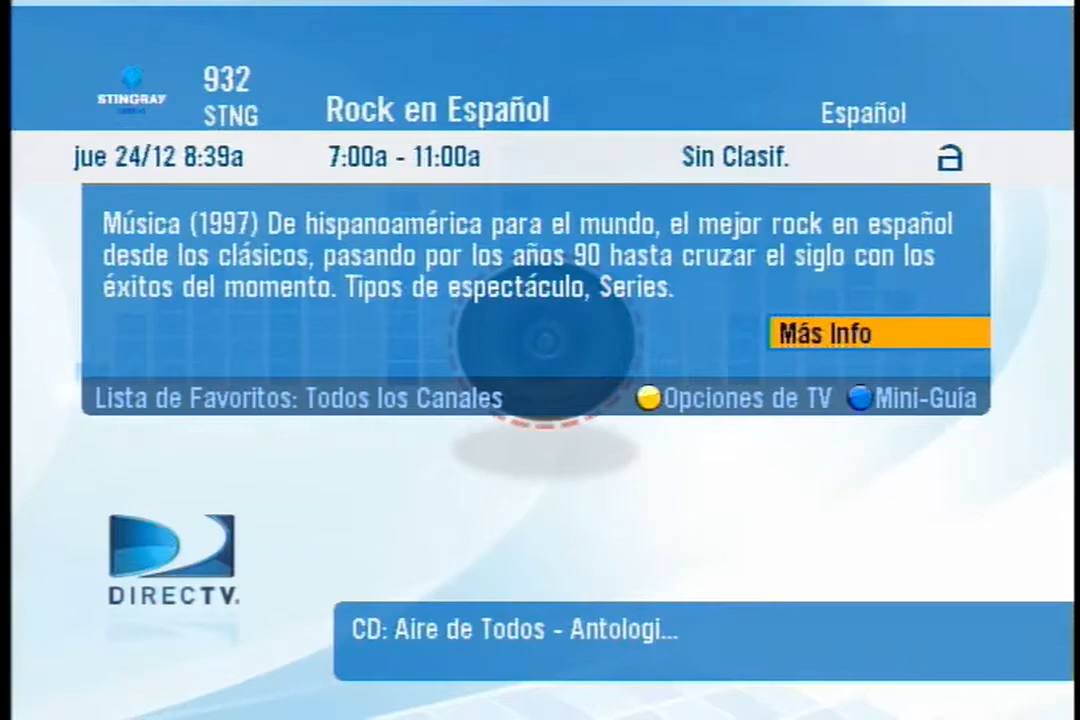 STINGRAY
932
STNG
Rock en Español
Español
jue 24/12 8:39a
7:00a - 11:00a
Sin Clasif.
Música (1997) De hispanoamérica para el mundo, el mejor rock en español
desde los clásicos, pasando por los años 90 hasta cruzar el siglo con los
éxitos del momento. Tipos de espectáculo, Series.
Más Info
Lista de Favoritos: Todos los Canales
Opciones de TV
Mini-Guía
DIRECTV.
CD: Aire de Todos - Antologi...